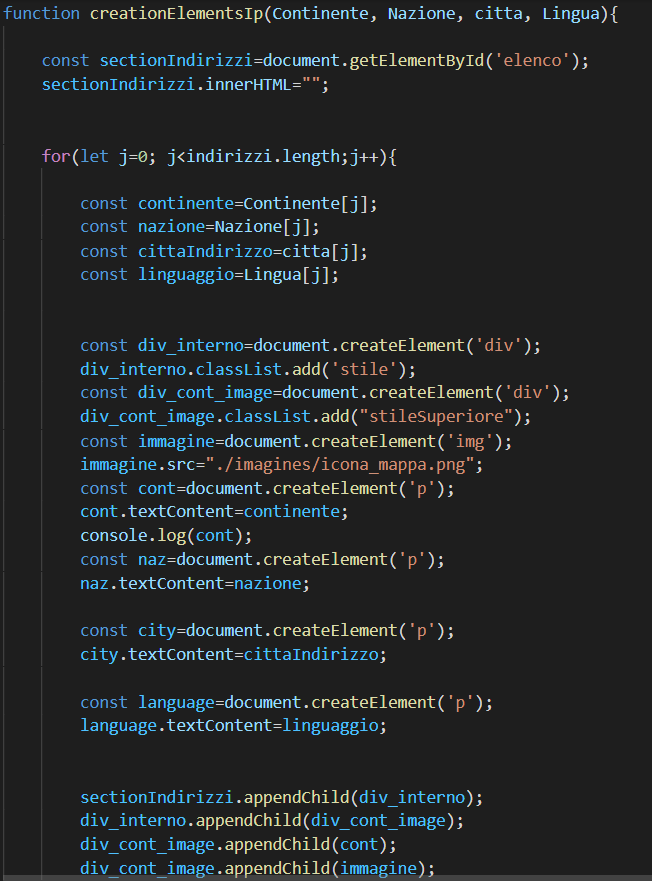 function creationElementsIp(Continente, Nazione, citta, Lingua){
const sectionIndirizzi=document.getElementById('elenco');
sectionIndirizzi.innerHTML="";
for(let j=0; j<indirizzi.length;j++){
const continente=Continente[j];
const nazione=Nazione[j];
const cittaIndirizzo=citta[j];
const linguaggio=Lingua[j];
const div_interno=document.createElement('div');
div_interno.classList.add('stile');
const div_cont_image=document.createElement('div');
div_cont_image.classList.add("stileSuperiore");
const immagine=document.createElement('img');
immagine.src="./imagines/icona_mappa.png";
const cont=document.createElement('p');
cont.textContent=continente;
console.log(cont);
const naz=document.createElement('p');
naz.textContent=nazione;
const city=document.createElement('p');
city.textContent=cittaIndirizzo;
const language=document.createElement('p');
language.textContent=linguaggio;
sectionIndirizzi.appendChild(div_interno);
div_interno.appendChild(div_cont_image);
div_cont_image.appendChild(cont);
div_cont_image.appendChild(immagine);